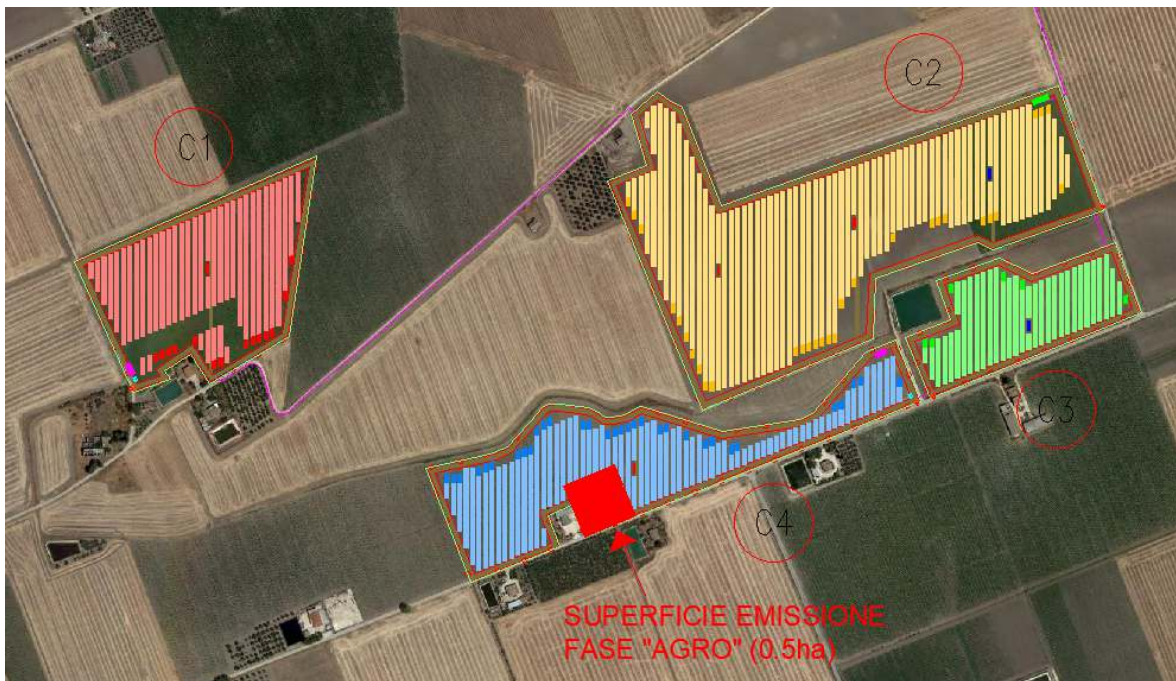 C2
C1
C3
C4
SUPERFICIE EMISSIONE
FASE "AGRO" (0.5ha)